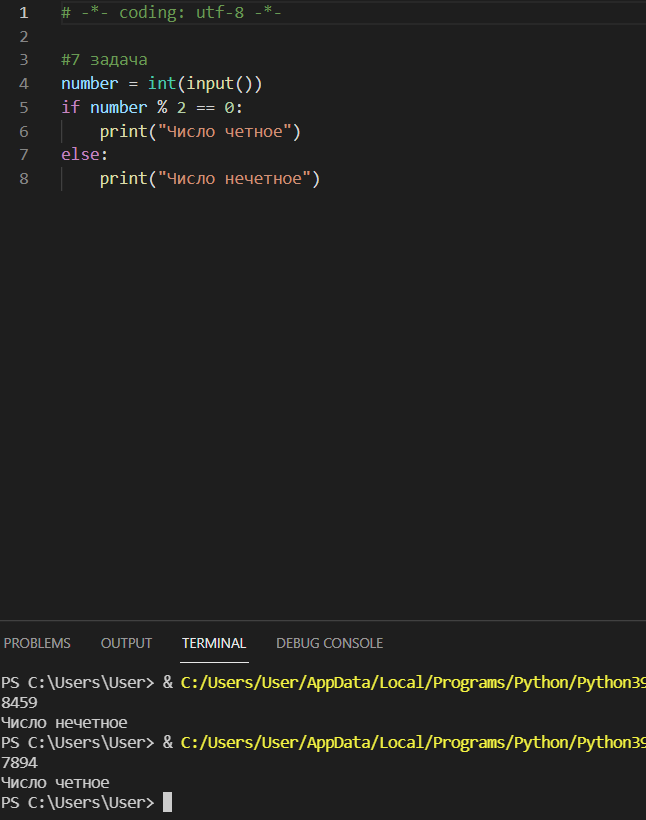 1 # -*- coding: utf-8 -*-
2
3 #7 задача
4 number = int(input())
5 if number % 2 == 0:
6 print("Число четное")
7 else:
8 print("Число нечетное")
PROBLEMS OUTPUT TERMINAL DEBUG CONSOLE
PS C:\Users\User> & C:/Users/User/AppData/Local/Programs/Python/Python39
8459
Число нечетное
PS C:\Users\User> & C:/Users/User/AppData/Local/Programs/Python/Python39
7894
Число четное
PS C:\Users\User>